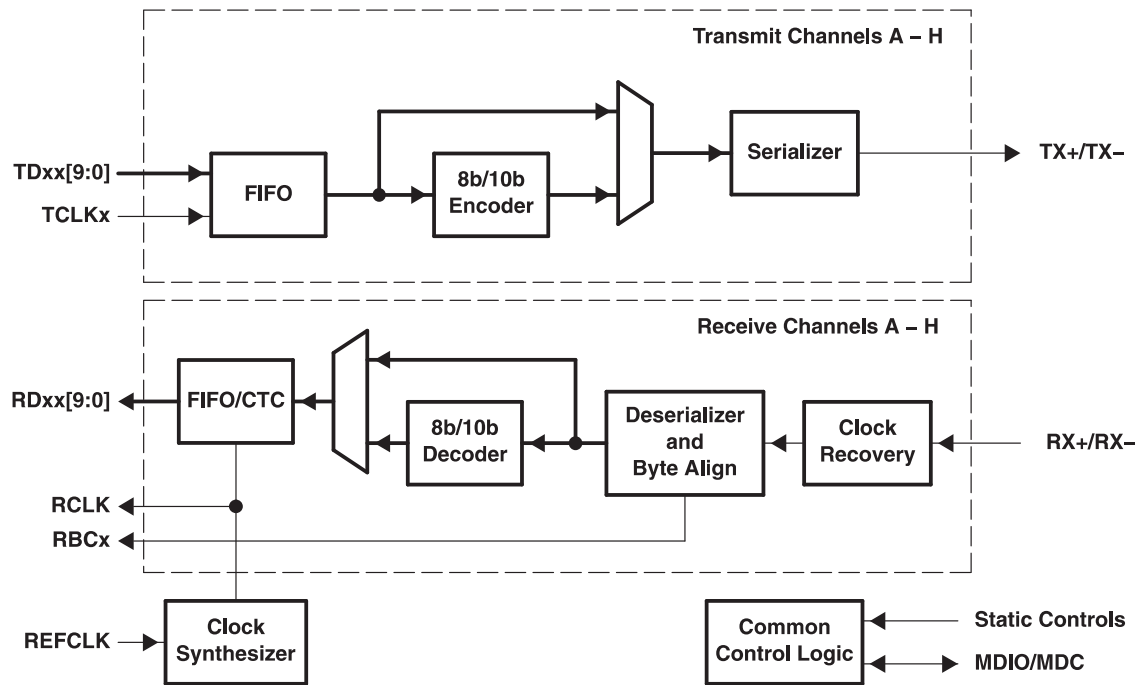 Transmit Channels A – H
TDxx[9:0]
TCLKx
FIFO
8b/10b
Encoder
Serializer
TX+/TX–
Receive Channels A – H
RDxx[9:0]
FIFO/CTC
8b/10b
Decoder
Deserializer
and
Byte Align
Clock
Recovery
RX+/RX–
RCLK
RBCx
REFCLK
Clock
Synthesizer
Common
Control Logic
Static Controls
MDIO/MDC